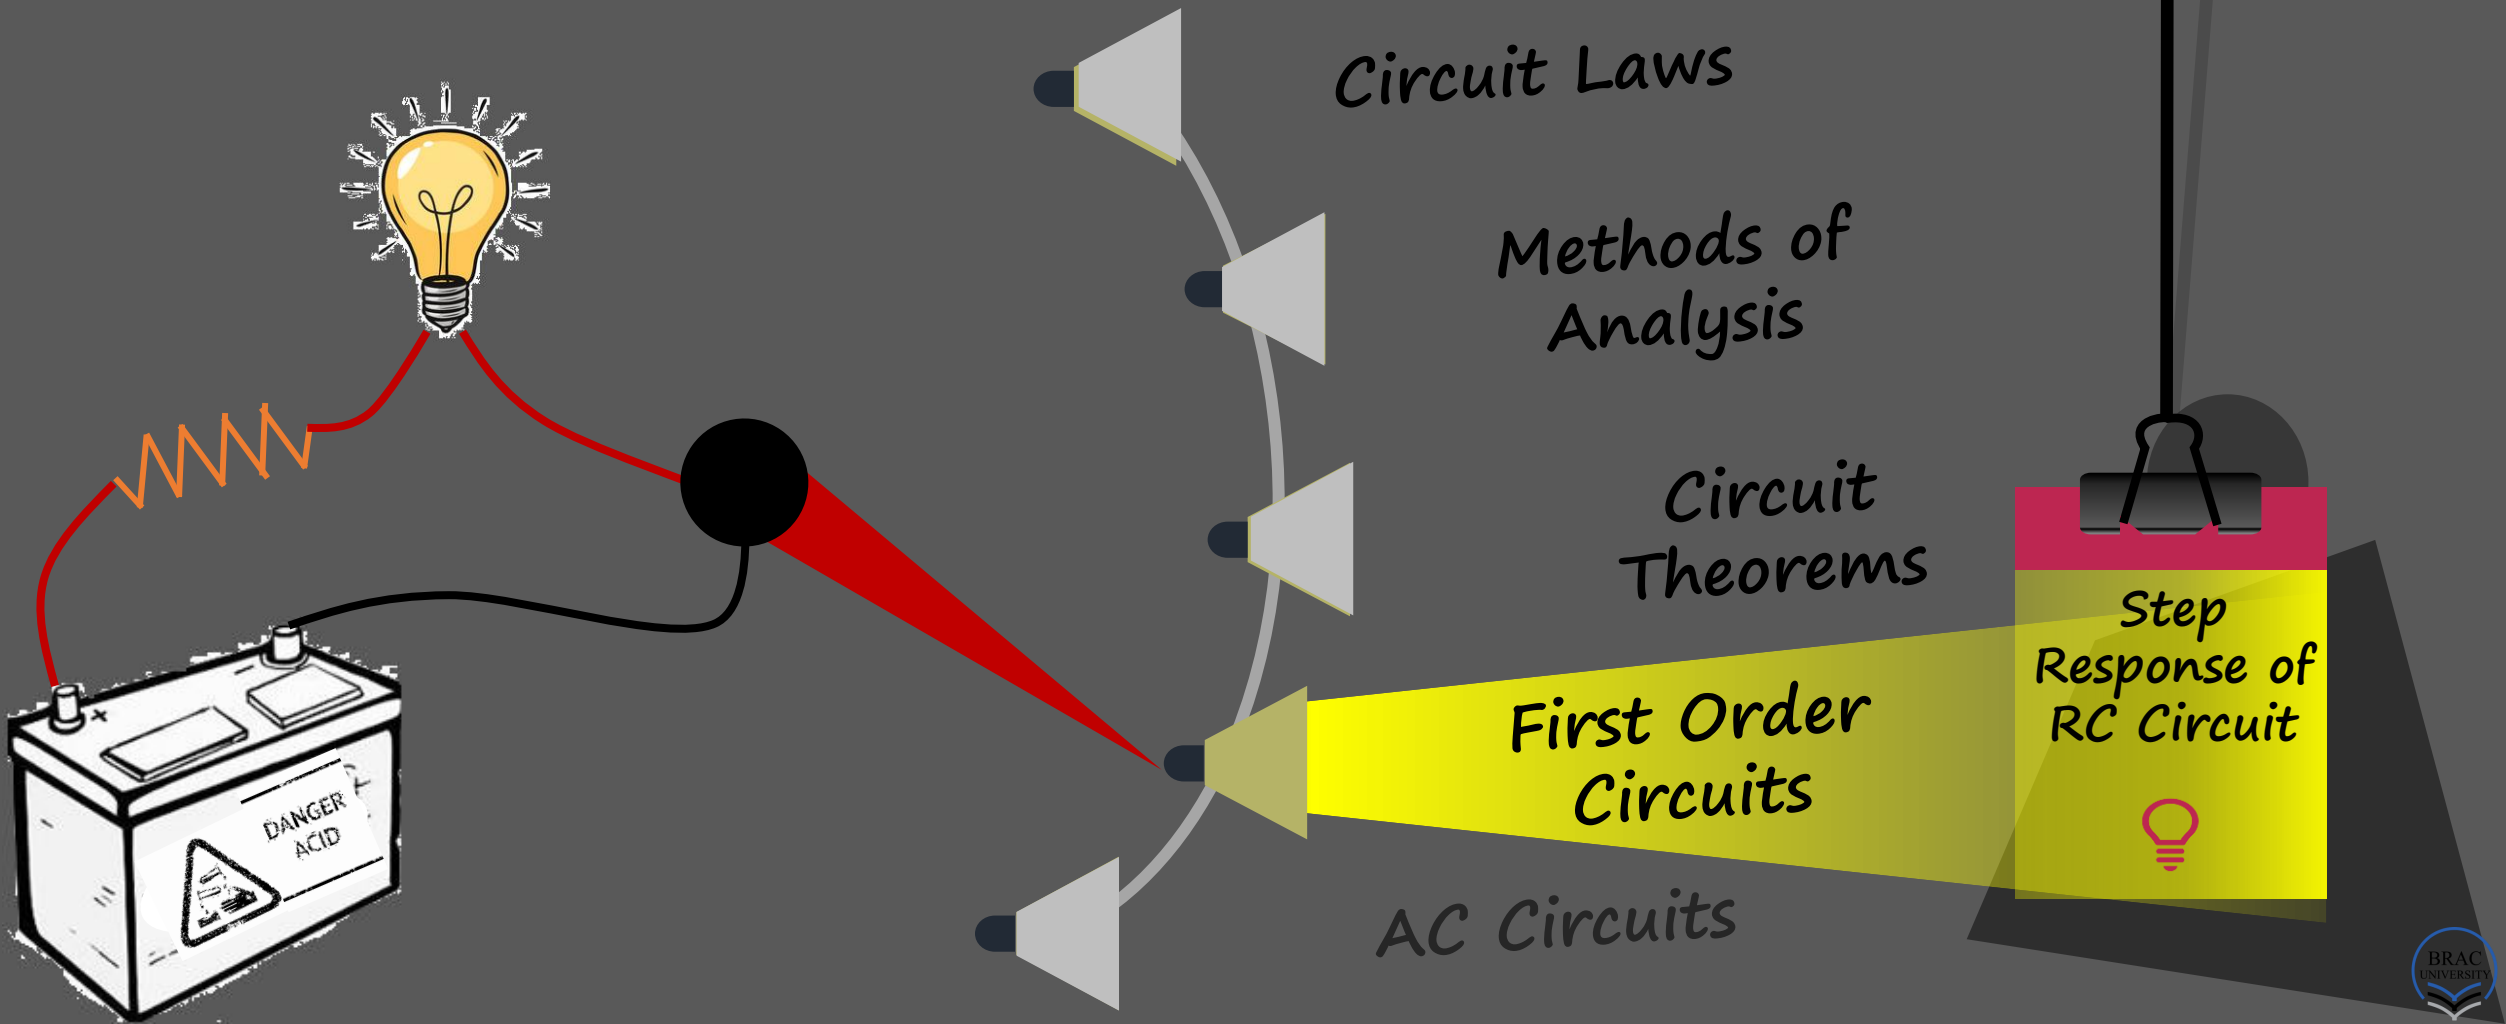 Circuit Laws
Methods of
Analysis
Circuit
Theorems
First Order
Circuits
AC Circuits
Step
Response of
RC Circuit
DANGER
ACID
BRAC
UNIVERSITY